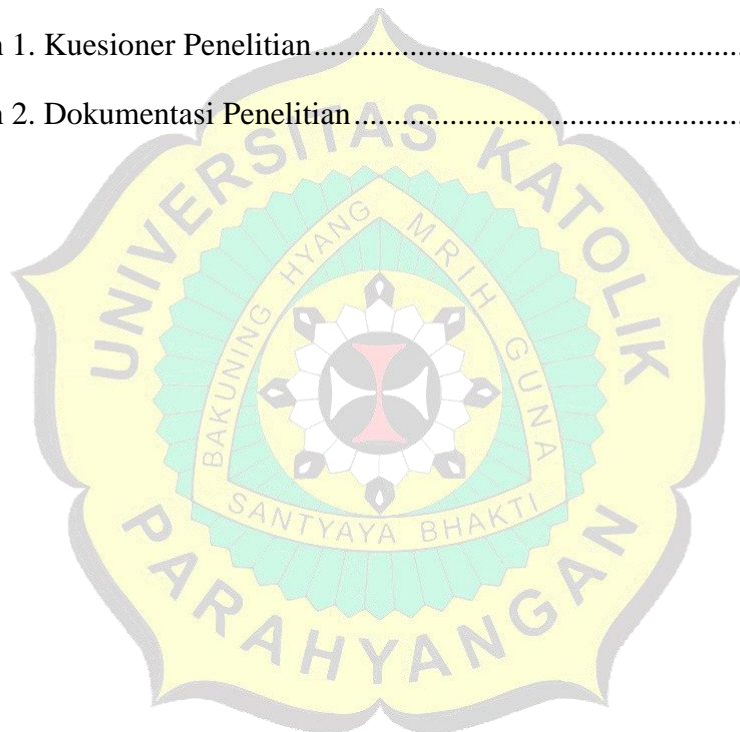 n 1. Kuesioner Penelitian................................................
n 2. Dokumentasi Penelitian...........................................
UNIVERSITAS KATOLIK
PARAHYANGAN
BAKUNING HYANG MRIH GUNA
SANTYAYA BHAKTI